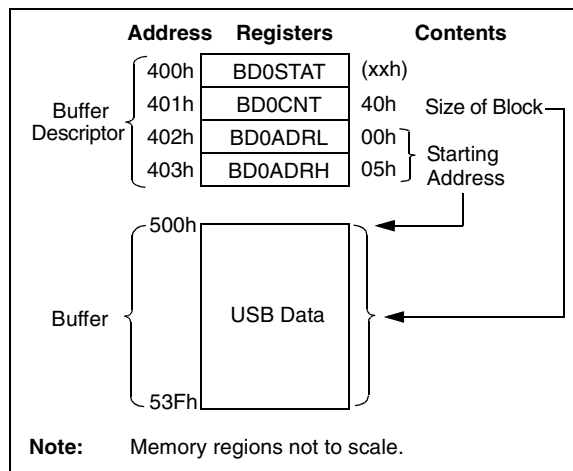 Address Registers Contents
400h BD0STAT (xxh)
401h BD0CNT 40h Size of Block
Buffer Descriptor
402h BD0ADRL 00h
403h BD0ADRH 05h
Starting Address
500h
Buffer USB Data
53Fh
Note: Memory regions not to scale.